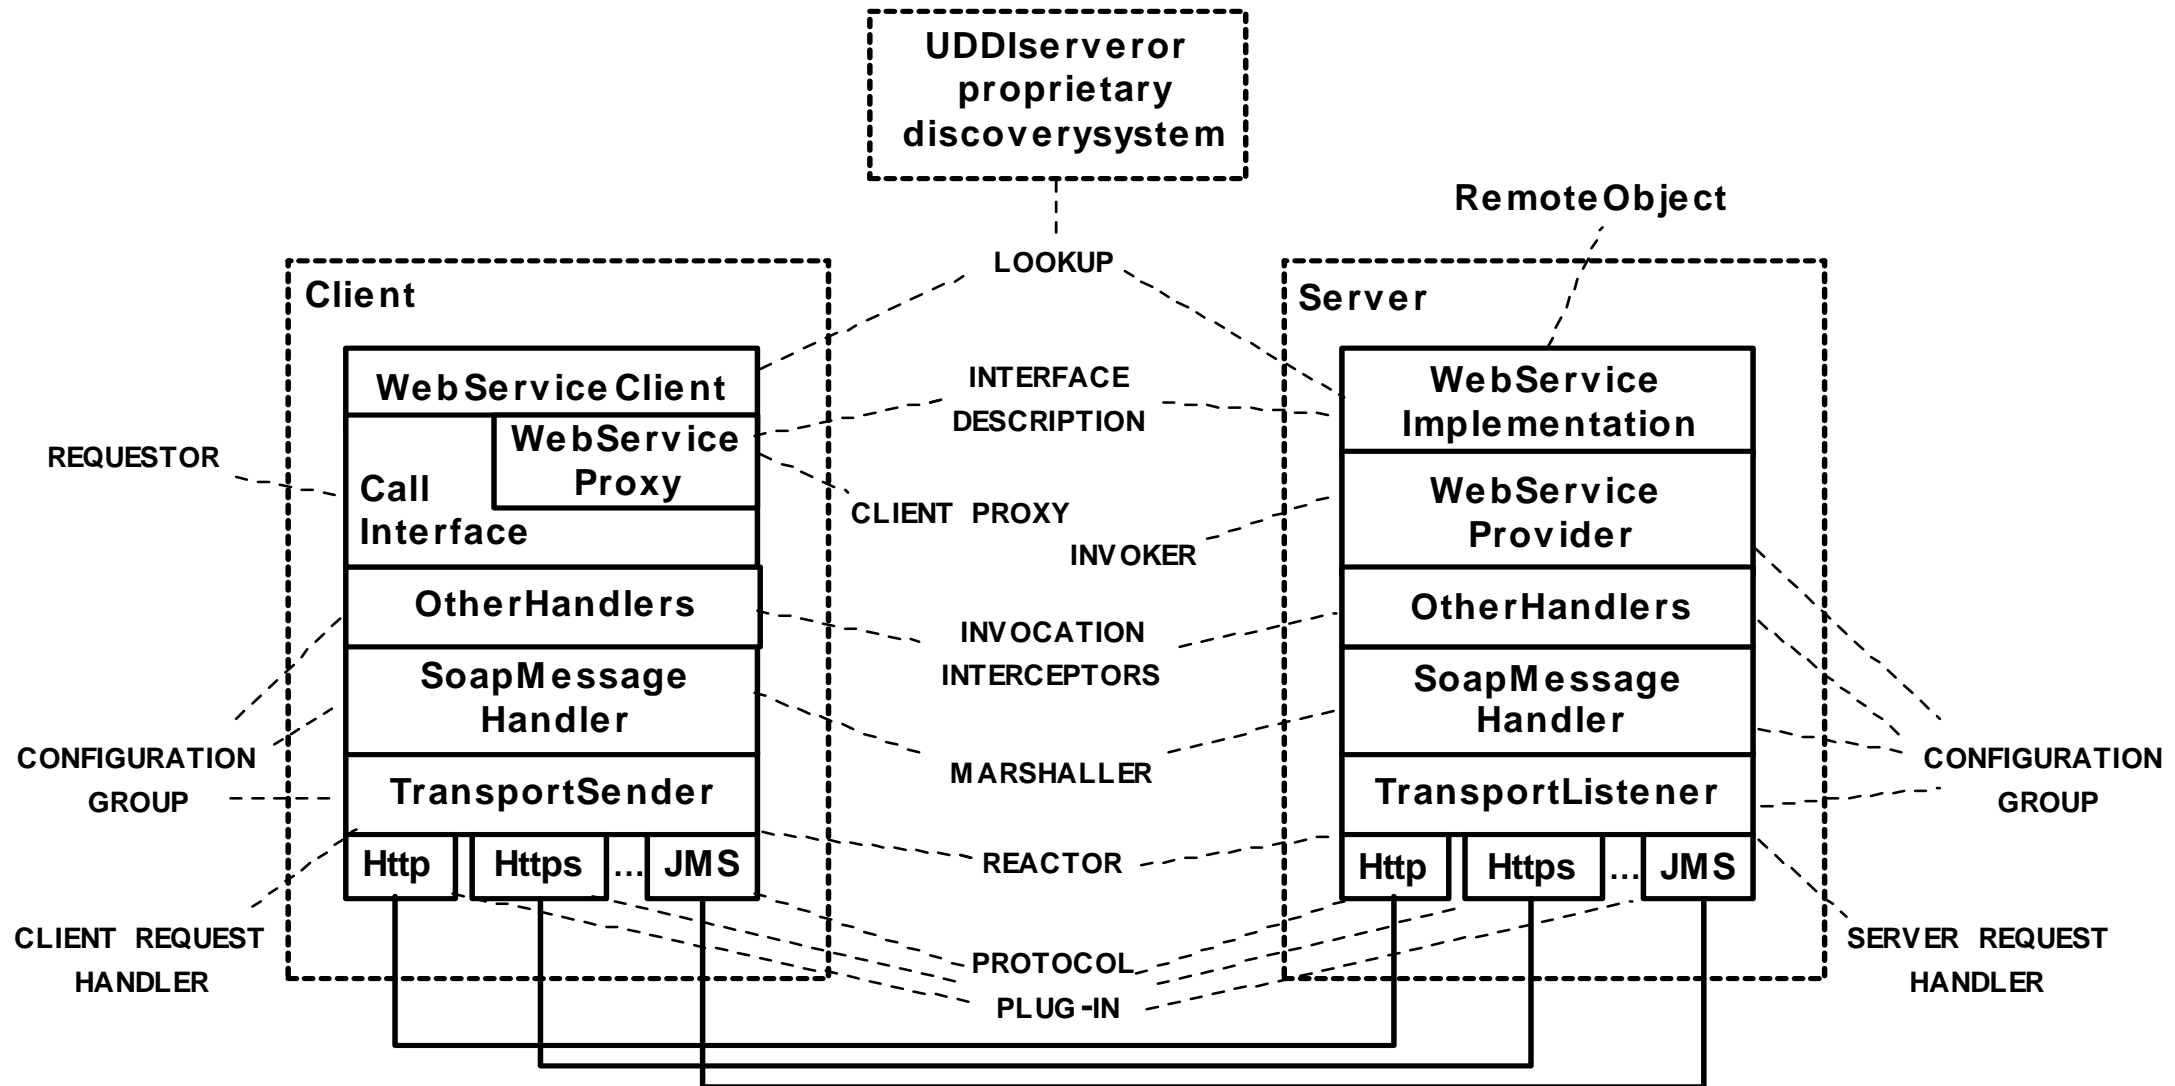 UDDIserveror
proprietary
discoverysystem
RemoteObject
LOOKUP
Client
WebServiceClient
WebService
Proxy
Call
Interface
OtherHandlers
SoapMessage
Handler
TransportSender
Http
Https
...
JMS
REQUESTOR
CONFIGURATION
GROUP
CLIENT REQUEST
HANDLER
INTERFACE
DESCRIPTION
CLIENT PROXY
INVOKER
INVOCATION
INTERCEPTORS
MARSHALLER
REACTOR
PROTOCOL
PLUG-IN
Server
WebService
Implementation
WebService
Provider
OtherHandlers
SoapMessage
Handler
TransportListener
Http
Https
...
JMS
CONFIGURATION
GROUP
SERVER REQUEST
HANDLER